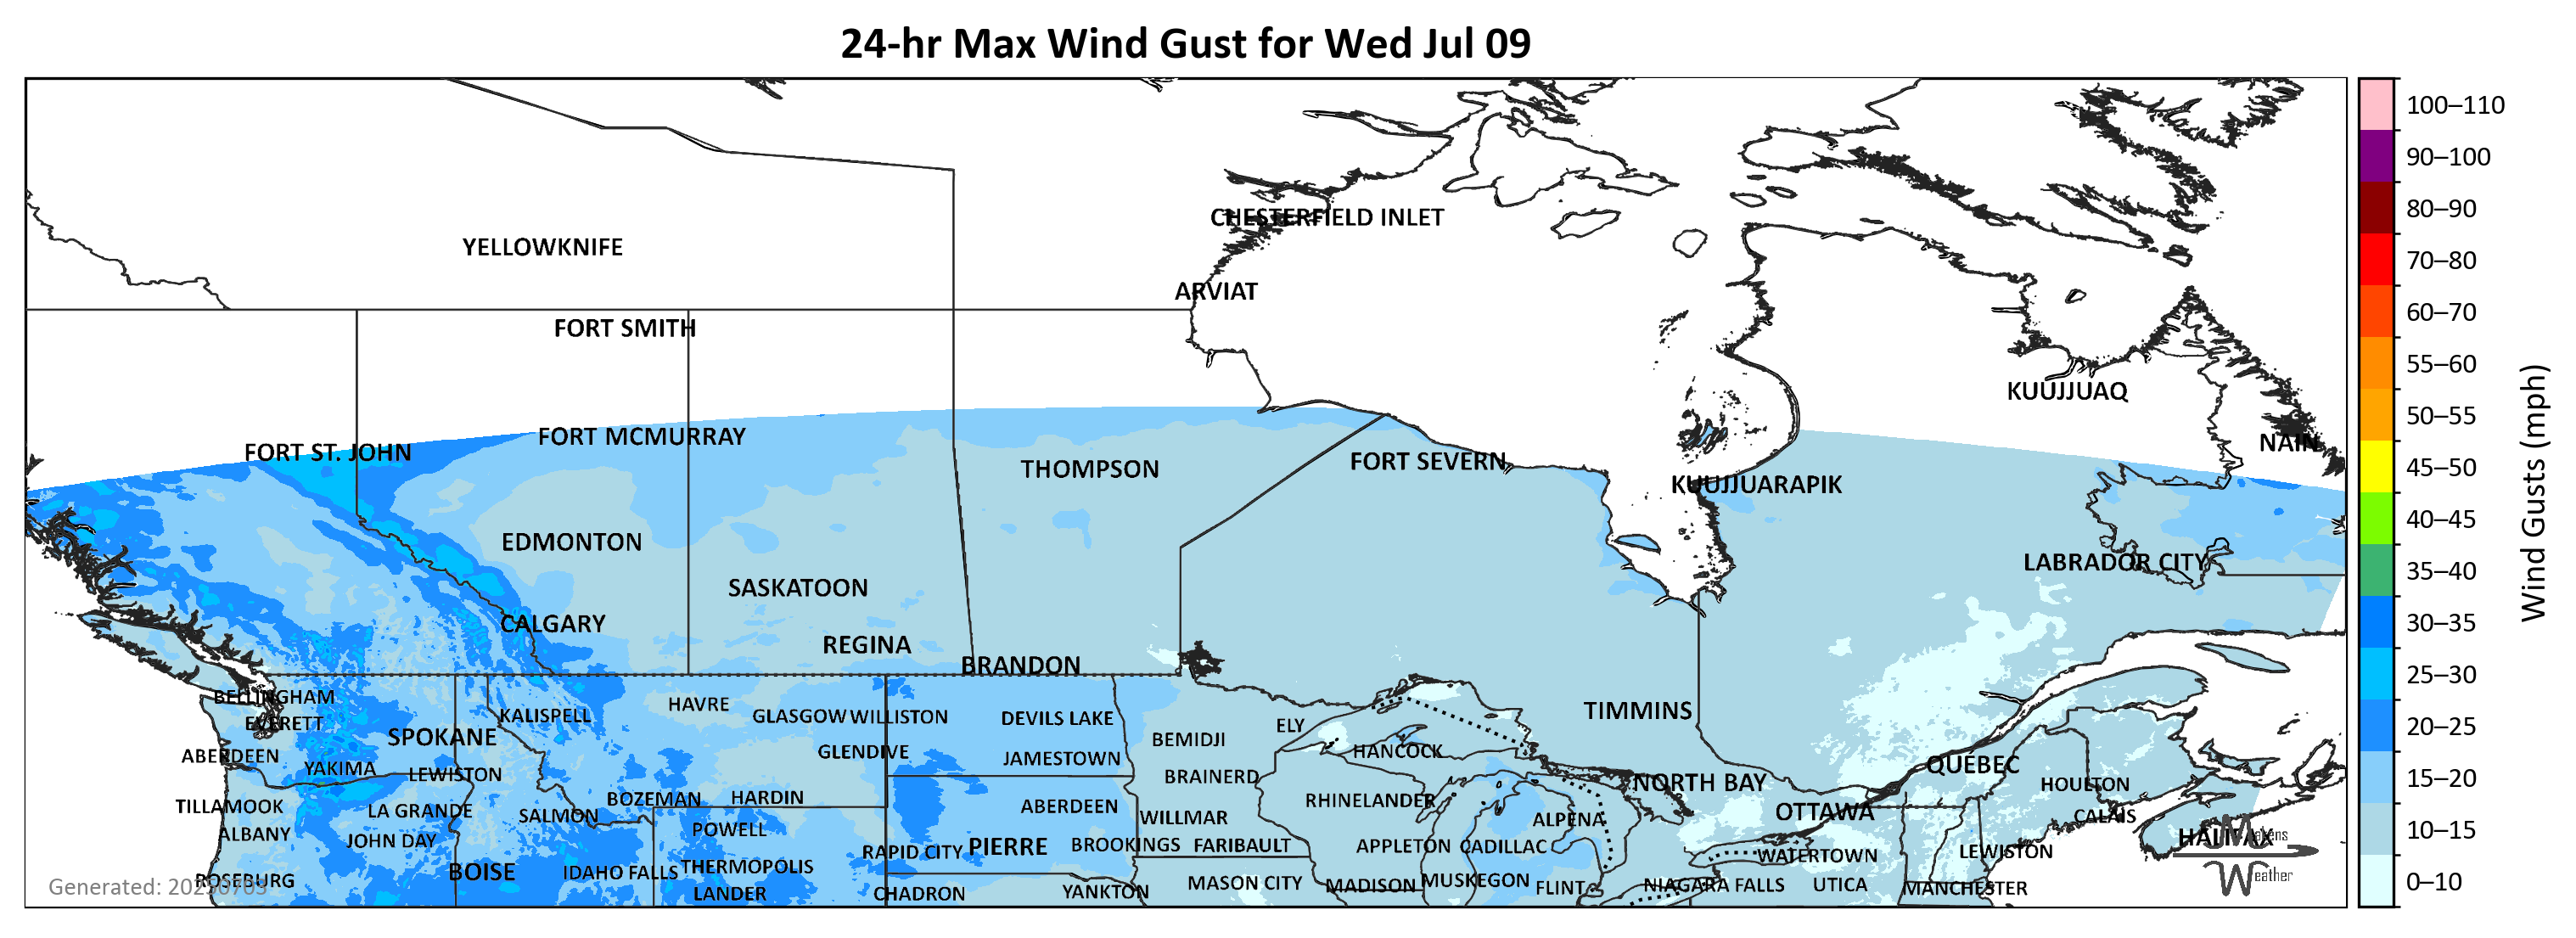 24-hr Max Wind Gust for Wed Jul 09
100–110
90–100
80–90
70–80
60–70
55–60
50–55
45–50
40–45
35–40
30–35
25–30
20–25
15–20
10–15
0–10
Wind Gusts (mph)
CHESTERFIELD INLET
YELLOWKNIFE
ARVIAT
FORT SMITH
KUUJJUAQ
FORT MCMURRAY
NAIN
FORT ST. JOHN
FORT SEVERN
THOMPSON
KUUJJUARAPIK
EDMONTON
LABRADOR CITY
SASKATOON
CALGARY
REGINA
BRANDON
BELLINGHAM
HAVRE
TIMMINS
KALISPELL
GLASGOW
WILLISTON
DEVILS LAKE
EVERETT
ELY
SPOKANE
BEMIDJI
HANCOCK
ABERDEEN
GLENDIVE
JAMESTOWN
QUÉBEC
YAKIMA
LEWISTON
BRAINERD
NORTH BAY
HOULTON
BOZEMAN
HARDIN
RHINELANDER
TILLAMOOK
LA GRANDE
ABERDEEN
OTTAWA
SALMON
CALAIS
WILLMAR
ALPENA
POWELL
ALBANY
HALIFAX
Makens
Weather
JOHN DAY
BROOKINGS
FARIBAULT
APPLETON
CADILLAC
PIERRE
RAPID CITY
LEWISTON
WATERTOWN
THERMOPOLIS
BOISE
IDAHO FALLS
ROSEBURG
MUSKEGON
MASON CITY
MADISON
NIAGARA FALLS
UTICA
FLINT
MANCHESTER
LANDER
CHADRON
YANKTON
Generated: 20250703